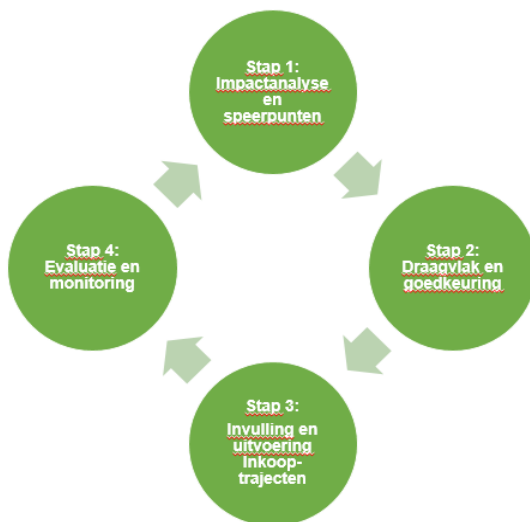 Stap 1:
Impactanalyse
en
speerpunten
Stap 2:
Draagvlak en
goedkeuring
Stap 3:
Invulling en
uitvoering
Inkoop-
trajecten
Stap 4:
Evaluatie en
monitoring